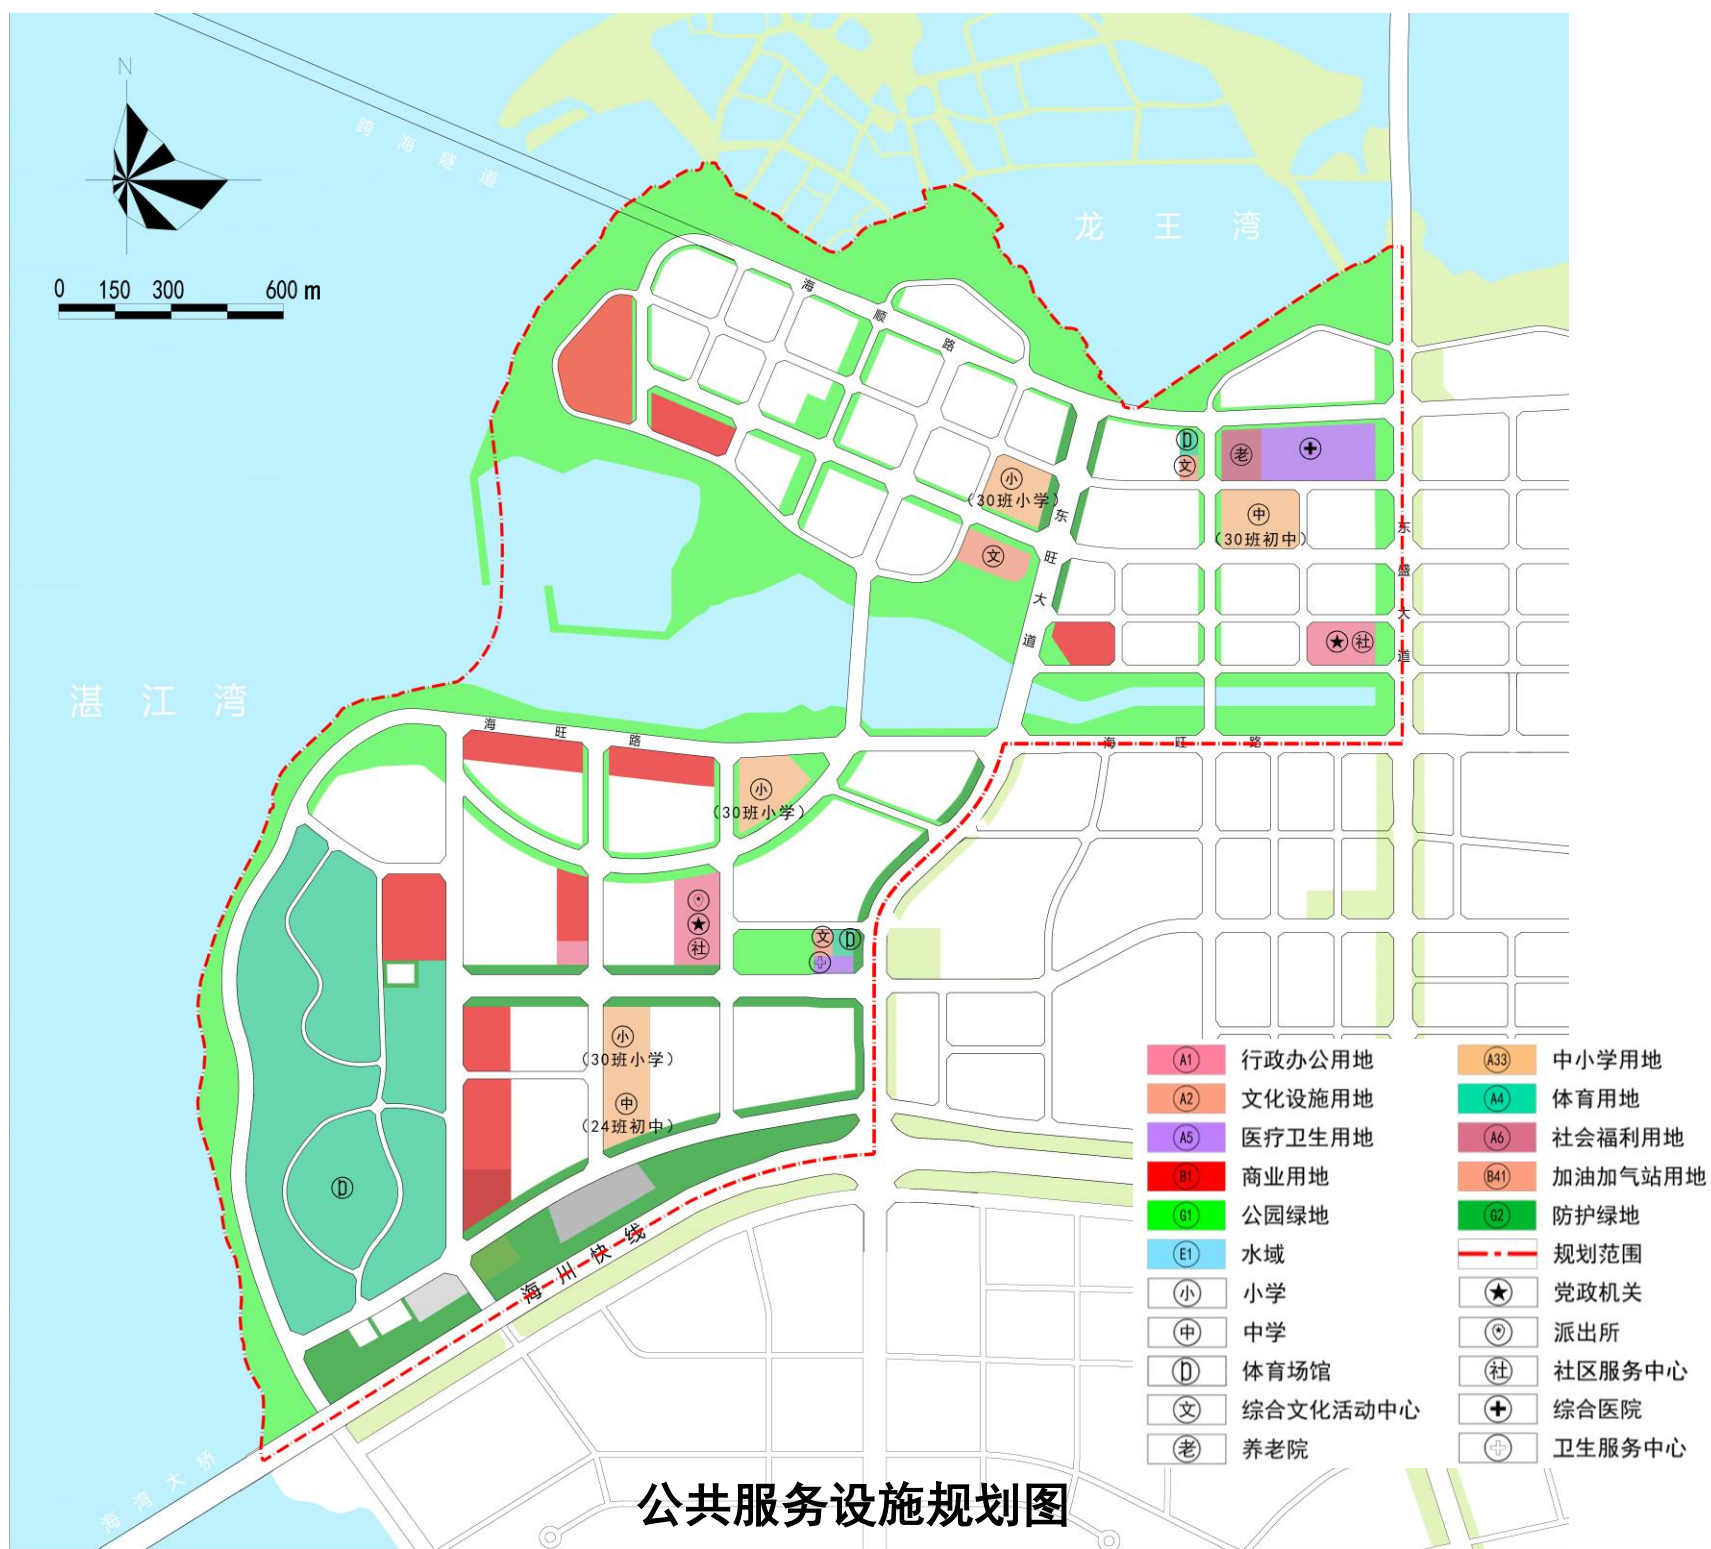 N
0 150 300 600 m
跨海隧道
龙王湾
湛江湾
海顺路
东旺大道
东盛大道
海旺路
海旺路
海州快线
海湾大桥
小
(30班小学)
文
文
老
中
(30班初中)
社
小
(30班小学)
社
文
小
(30班小学)
中
(24班初中)
A1 行政办公用地
A33 中小学用地
A2 文化设施用地
A4 体育用地
A5 医疗卫生用地
A6 社会福利用地
B1 商业用地
B41 加油加气站用地
G1 公园绿地
G2 防护绿地
E1 水域
规划范围
小 小学
党政机关
中 中学
派出所
体育场馆
社 社区服务中心
文 综合文化活动中心
综合医院
老 养老院
卫生服务中心
公共服务设施规划图